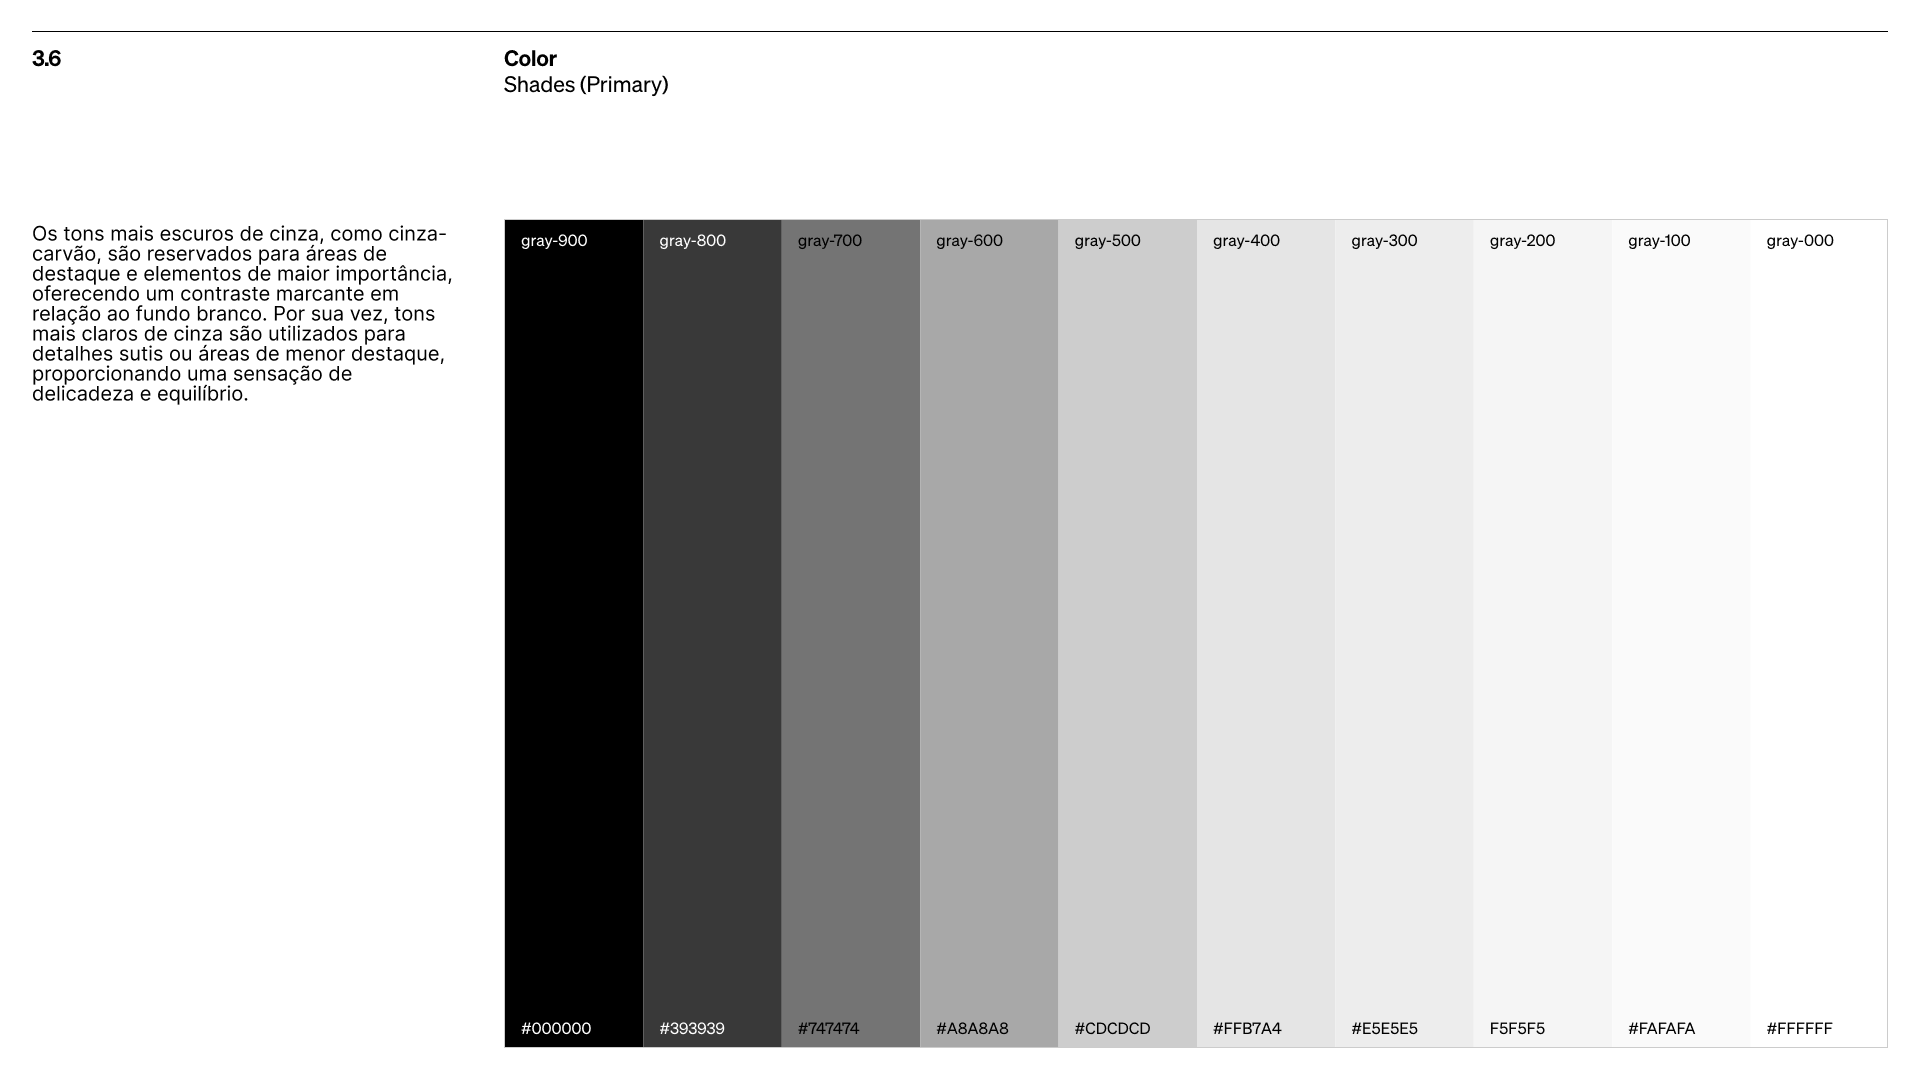 3.6
Color
Shades (Primary)
Os tons mais escuros de cinza, como cinza-
carvão, são reservados para áreas de
destaque e elementos de maior importância,
oferecendo um contraste marcante em
relação ao fundo branco. Por sua vez, tons
mais claros de cinza são utilizados para
detalhes sutis ou áreas de menor destaque,
proporcionando uma sensação de
delicadeza e equilíbrio.
gray-900
gray-800
gray-700
gray-600
gray-500
gray-400
gray-300
gray-200
gray-100
gray-000
#000000
#393939
#747474
#A8A8A8
#CDCDCD
#FFB7A4
#E5E5E5
F5F5F5
#FAFAFA
#FFFFFF